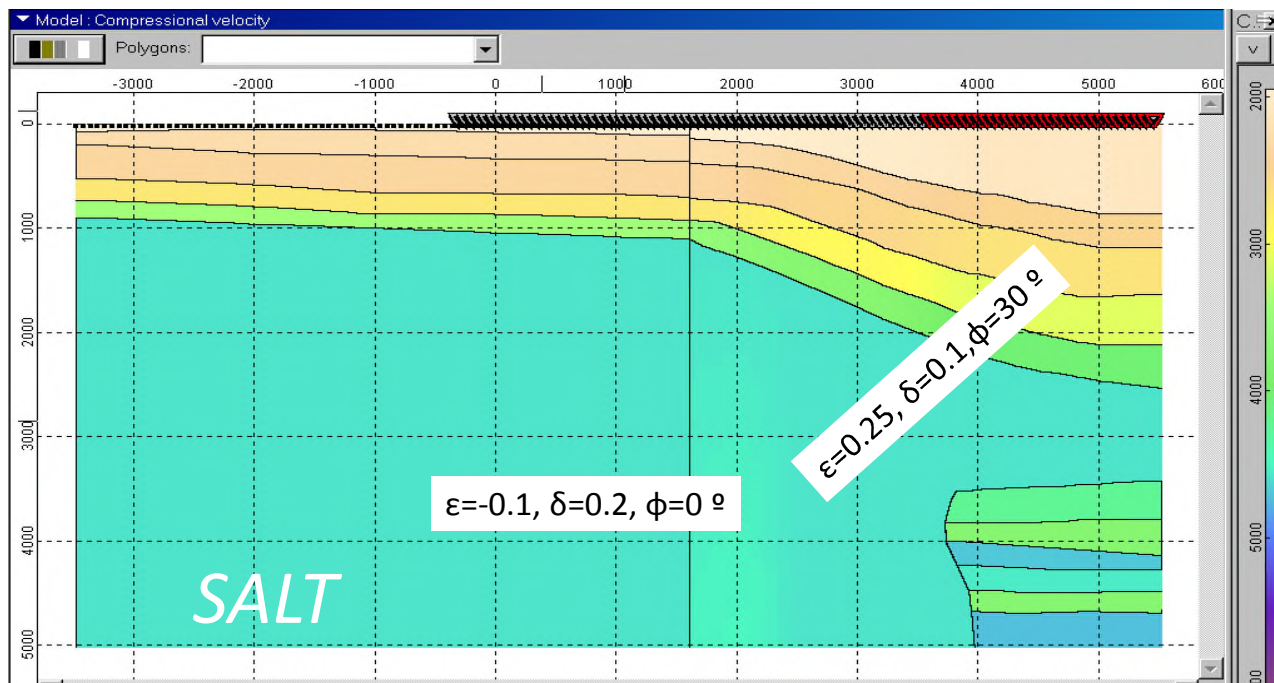 Model : Compressional velocity
C..
Polygons:
v
-3000 -2000 -1000 0 1000 2000 3000 4000 5000 600
0
1000
2000
3000
4000
5000
2000
3000
4000
5000
ε=0.25, δ=0.1,ϕ=30 º
ε=-0.1, δ=0.2, ϕ=0 º
SALT